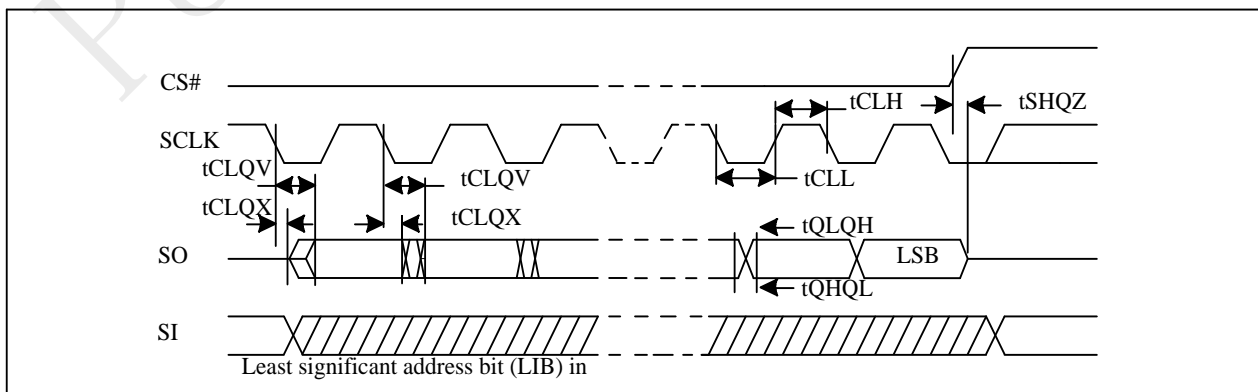 CS#
tCLH
tSHQZ
SCLK
tCLQV
tCLQV
tCLL
tCLQX
tCLQX
tQLQH
SO
LSB
tQHQL
SI
Least significant address bit (LIB) in